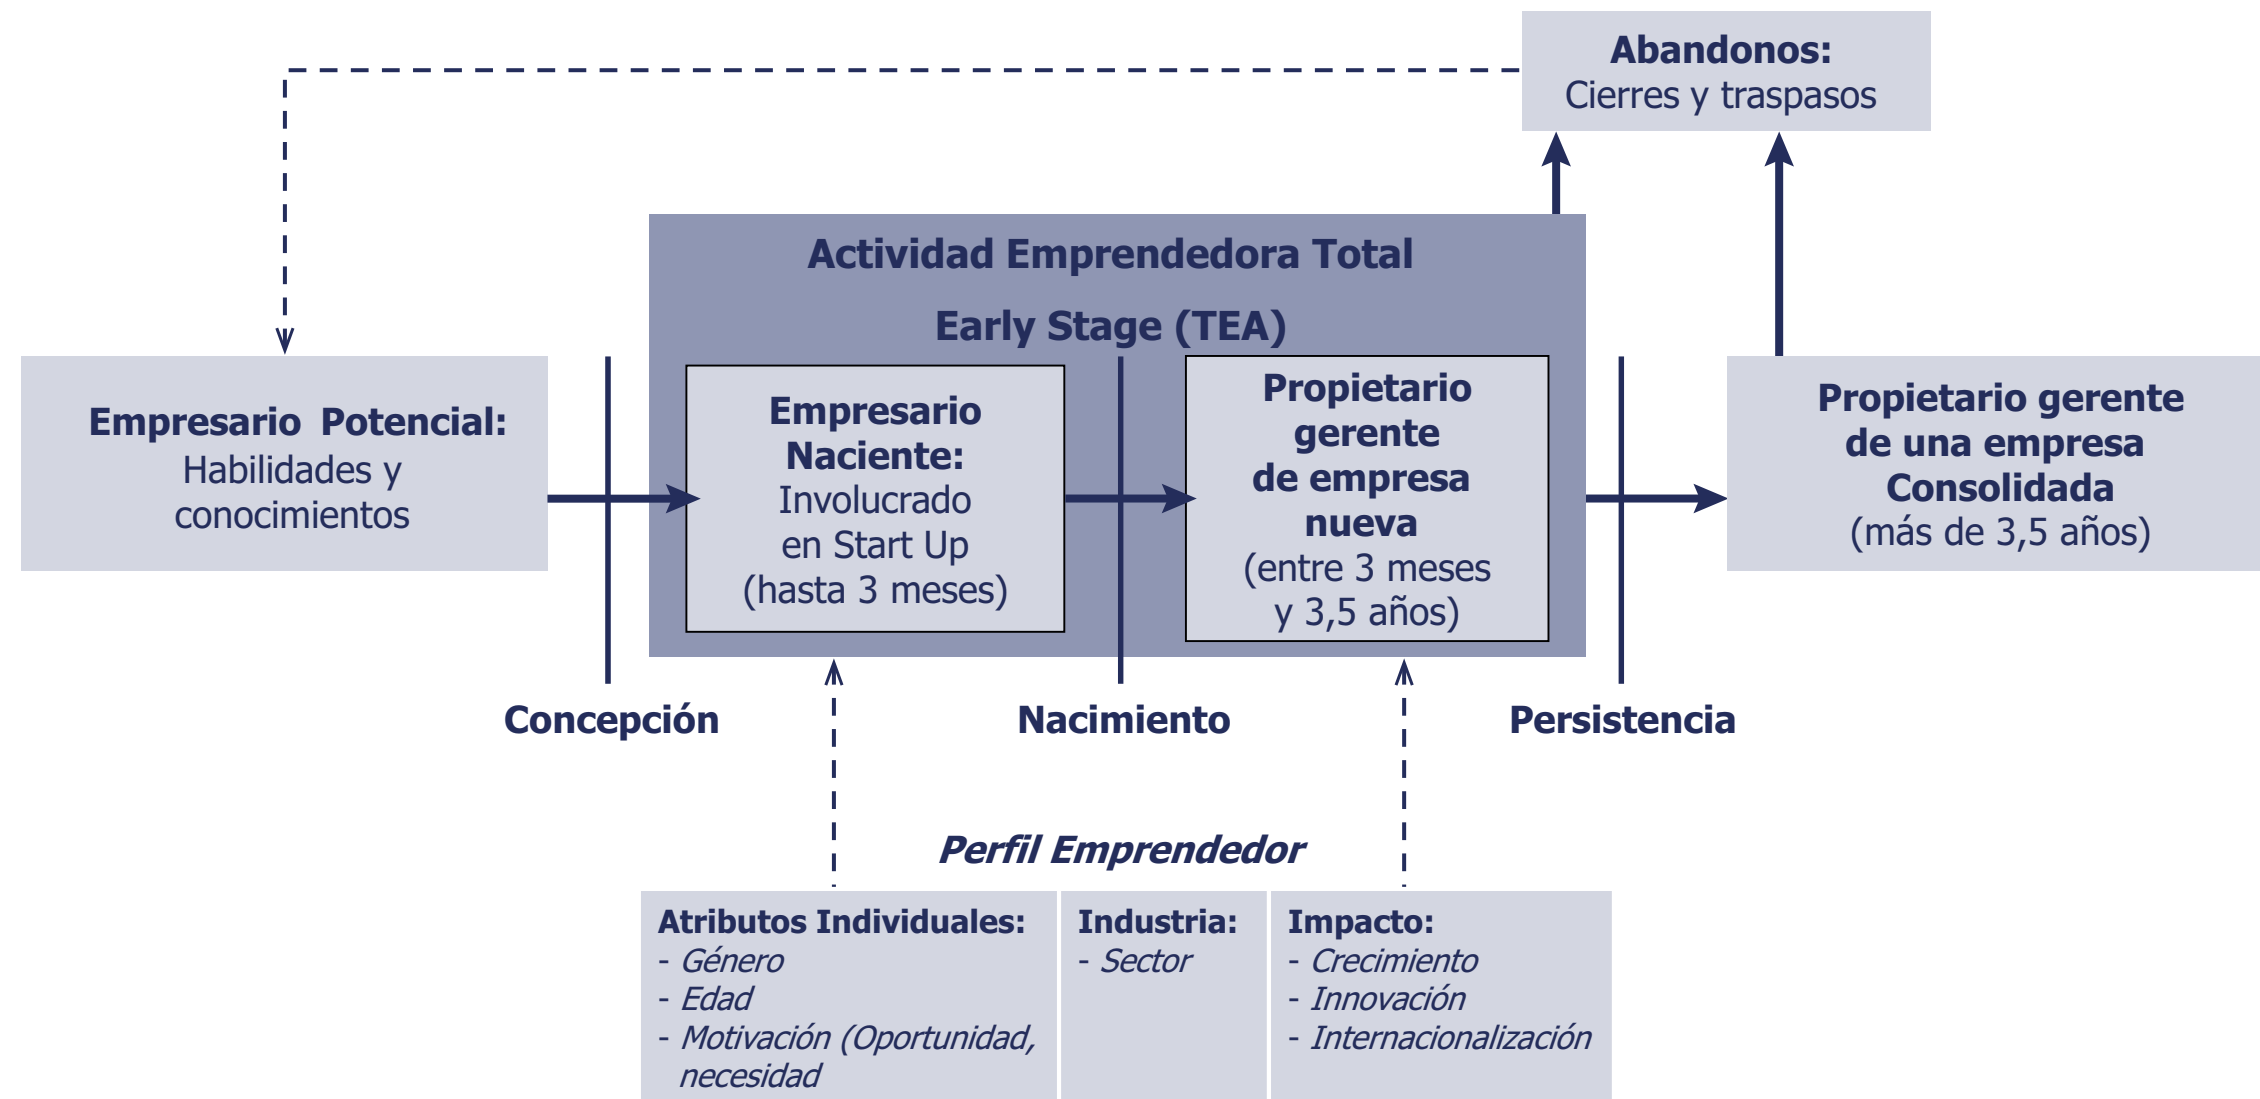 Abandonos:
Cierres y traspasos
Actividad Emprendedora Total
Early Stage (TEA)
Empresario Potencial:
Habilidades y
conocimientos
Empresario
Naciente:
Involucrado
en Start Up
(hasta 3 meses)
Propietario
gerente
de empresa
nueva
(entre 3 meses
y 3,5 años)
Propietario gerente
de una empresa
Consolidada
(más de 3,5 años)
Concepción
Nacimiento
Persistencia
Perfil Emprendedor
Atributos Individuales:
- Género
- Edad
- Motivación (Oportunidad,
necesidad
Industria:
- Sector
Impacto:
- Crecimiento
- Innovación
- Internacionalización